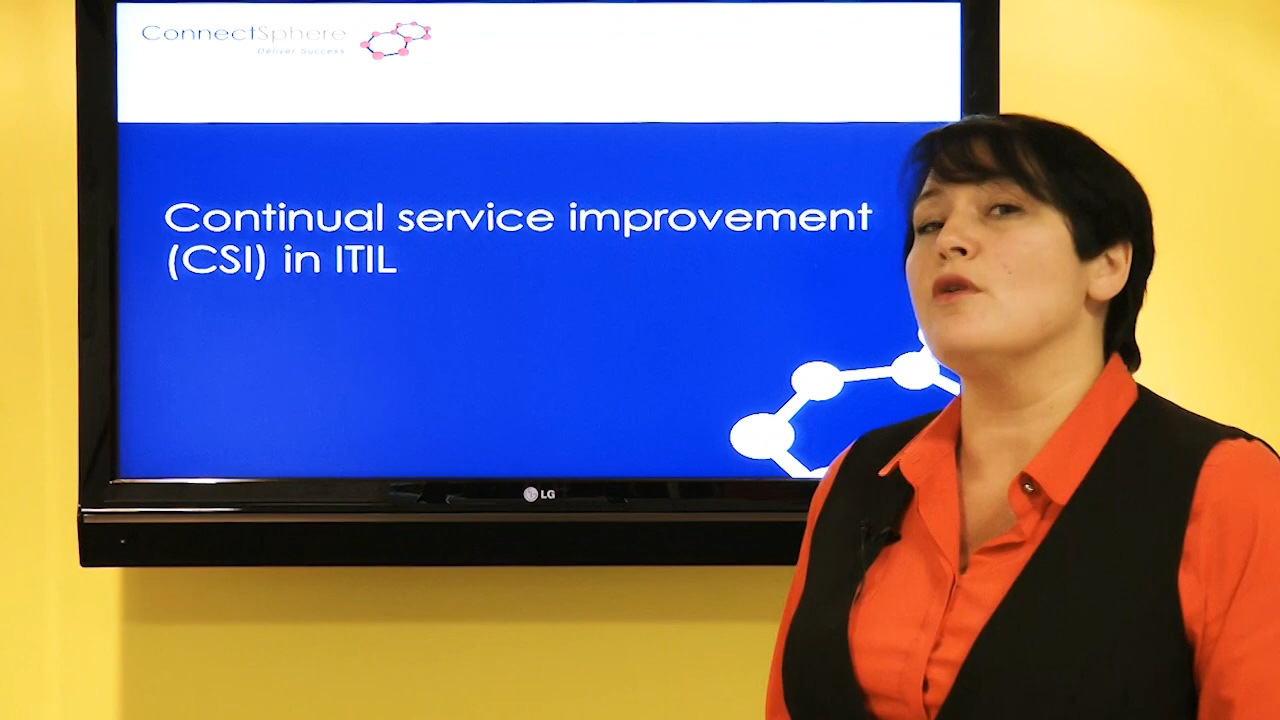 ConnectSphere
Deliver Success
Continual service improvement
(CSI) in ITIL
LG